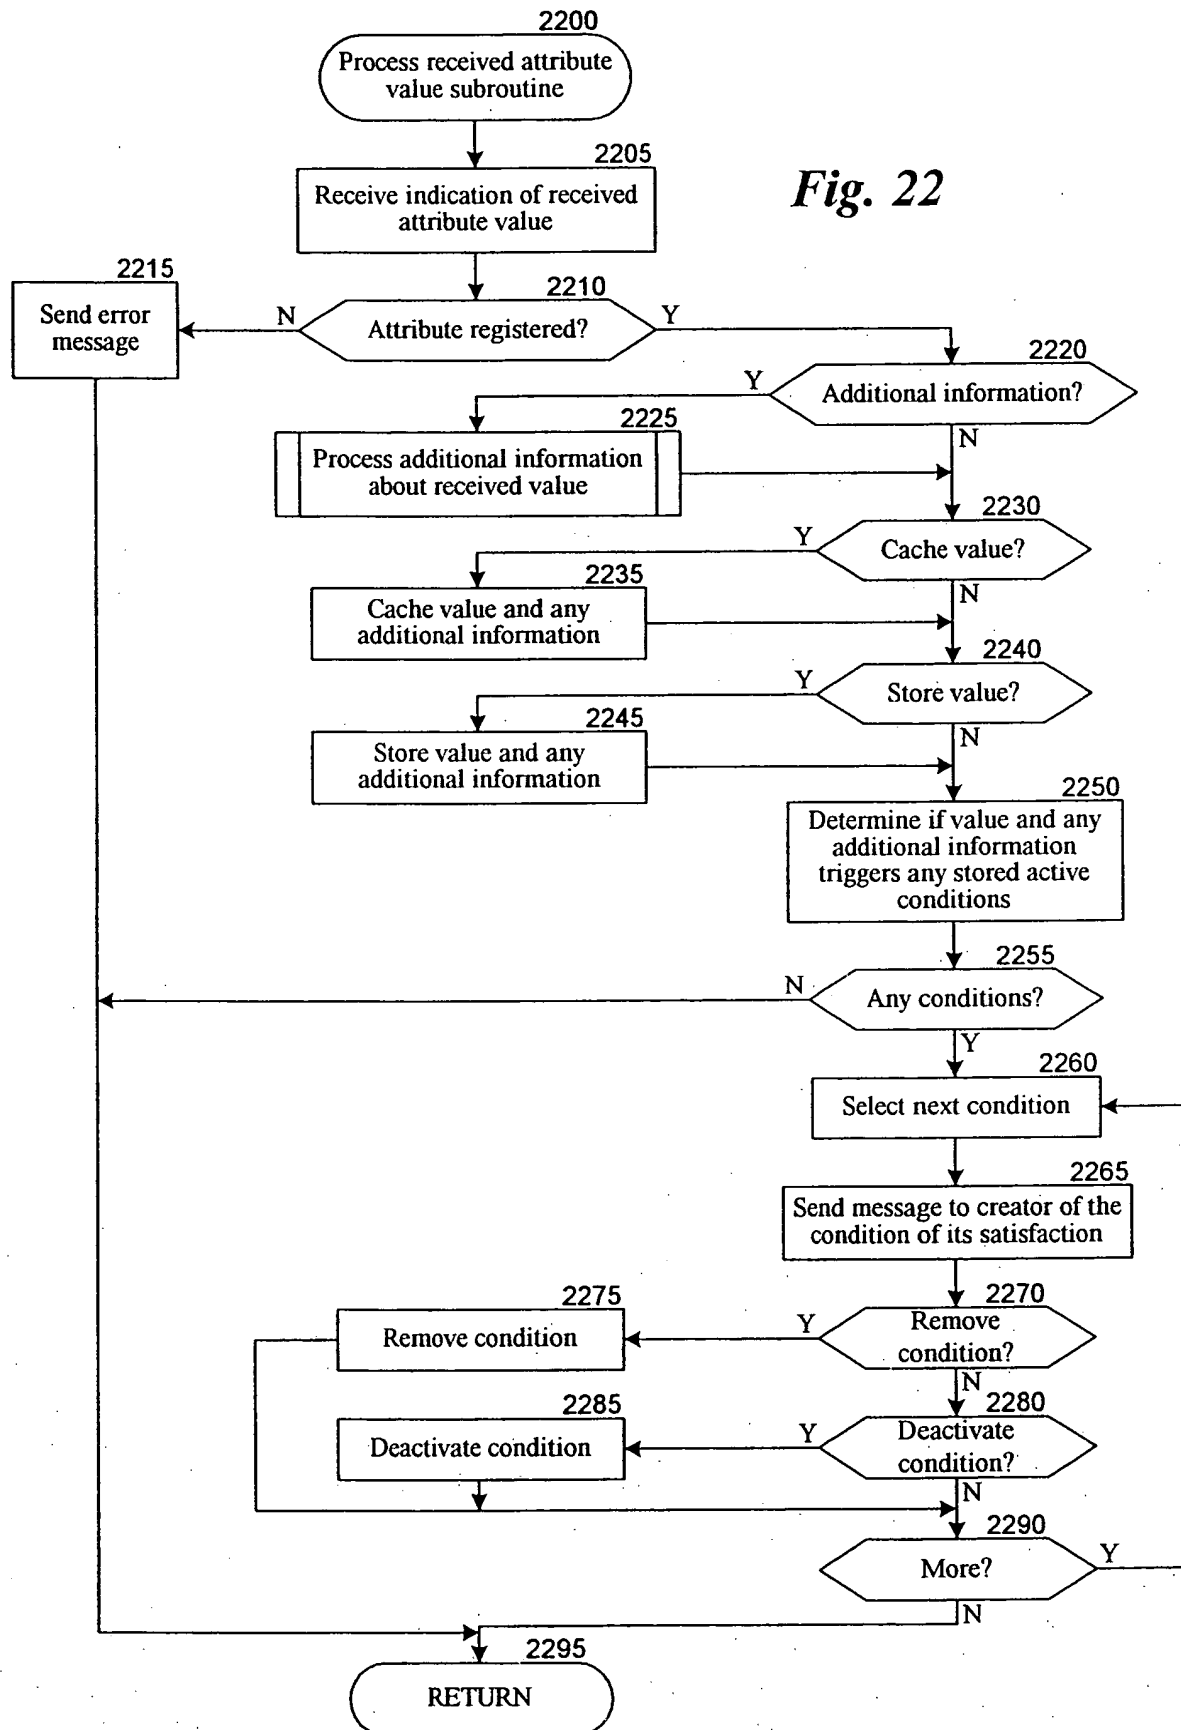 2200
Process received attribute
value subroutine
2205
Receive indication of received
attribute value
Fig. 22
2215
Send error
message
2210
N
Attribute registered?
Y
2220
Y
Additional information?
N
2225
Process additional information
about received value
2230
Y
Cache value?
N
2235
Cache value and any
additional information
2240
Y
Store value?
N
2245
Store value and any
additional information
2250
Determine if value and any
additional information
triggers any stored active
conditions
2255
N
Any conditions?
Y
2260
Select next condition
2265
Send message to creator of the
condition of its satisfaction
2270
Y
Remove
condition?
N
2275
Remove condition
2280
Y
Deactivate
condition?
N
2285
Deactivate condition
2290
More?
Y
N
2295
RETURN